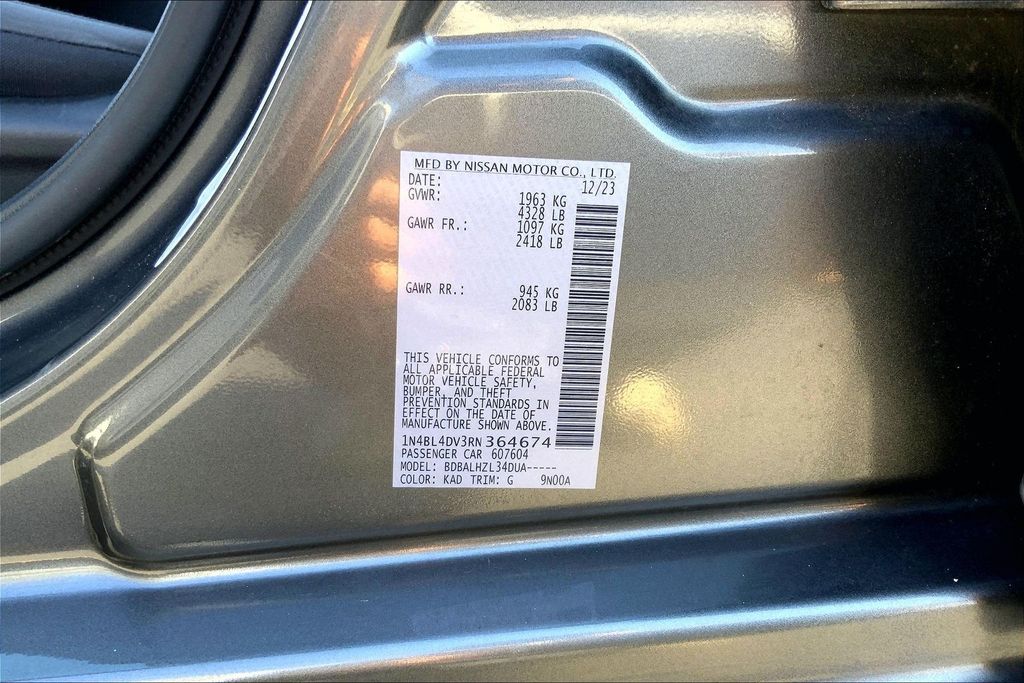 MFD BY NISSAN MOTOR CO., LTD.
DATE: 12/23
GVWR: 1963 KG
4328 LB
GAWR FR.: 1097 KG
2418 LB
GAWR RR.: 945 KG
2083 LB
THIS VEHICLE CONFORMS TO
ALL APPLICABLE FEDERAL
MOTOR VEHICLE SAFETY,
BUMPER, AND THEFT
PREVENTION STANDARDS IN
EFFECT ON THE DATE OF
MANUFACTURE SHOWN ABOVE.
1N4BL4DV3RN364674
PASSENGER CAR 607604
MODEL: BDBALHZL34DUA-----
COLOR: KAD TRIM: G 9N00A